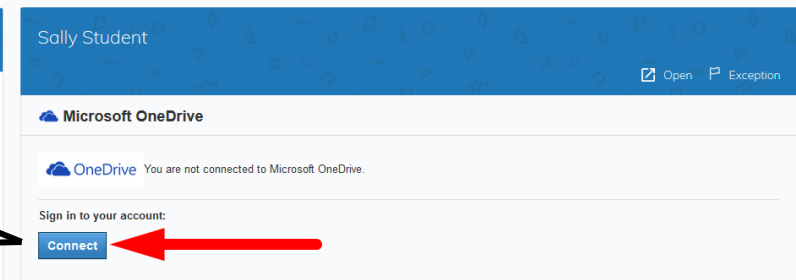 Sally Student
Open Exception
Microsoft OneDrive
OneDrive You are not connected to Microsoft OneDrive.
Sign in to your account:
Connect